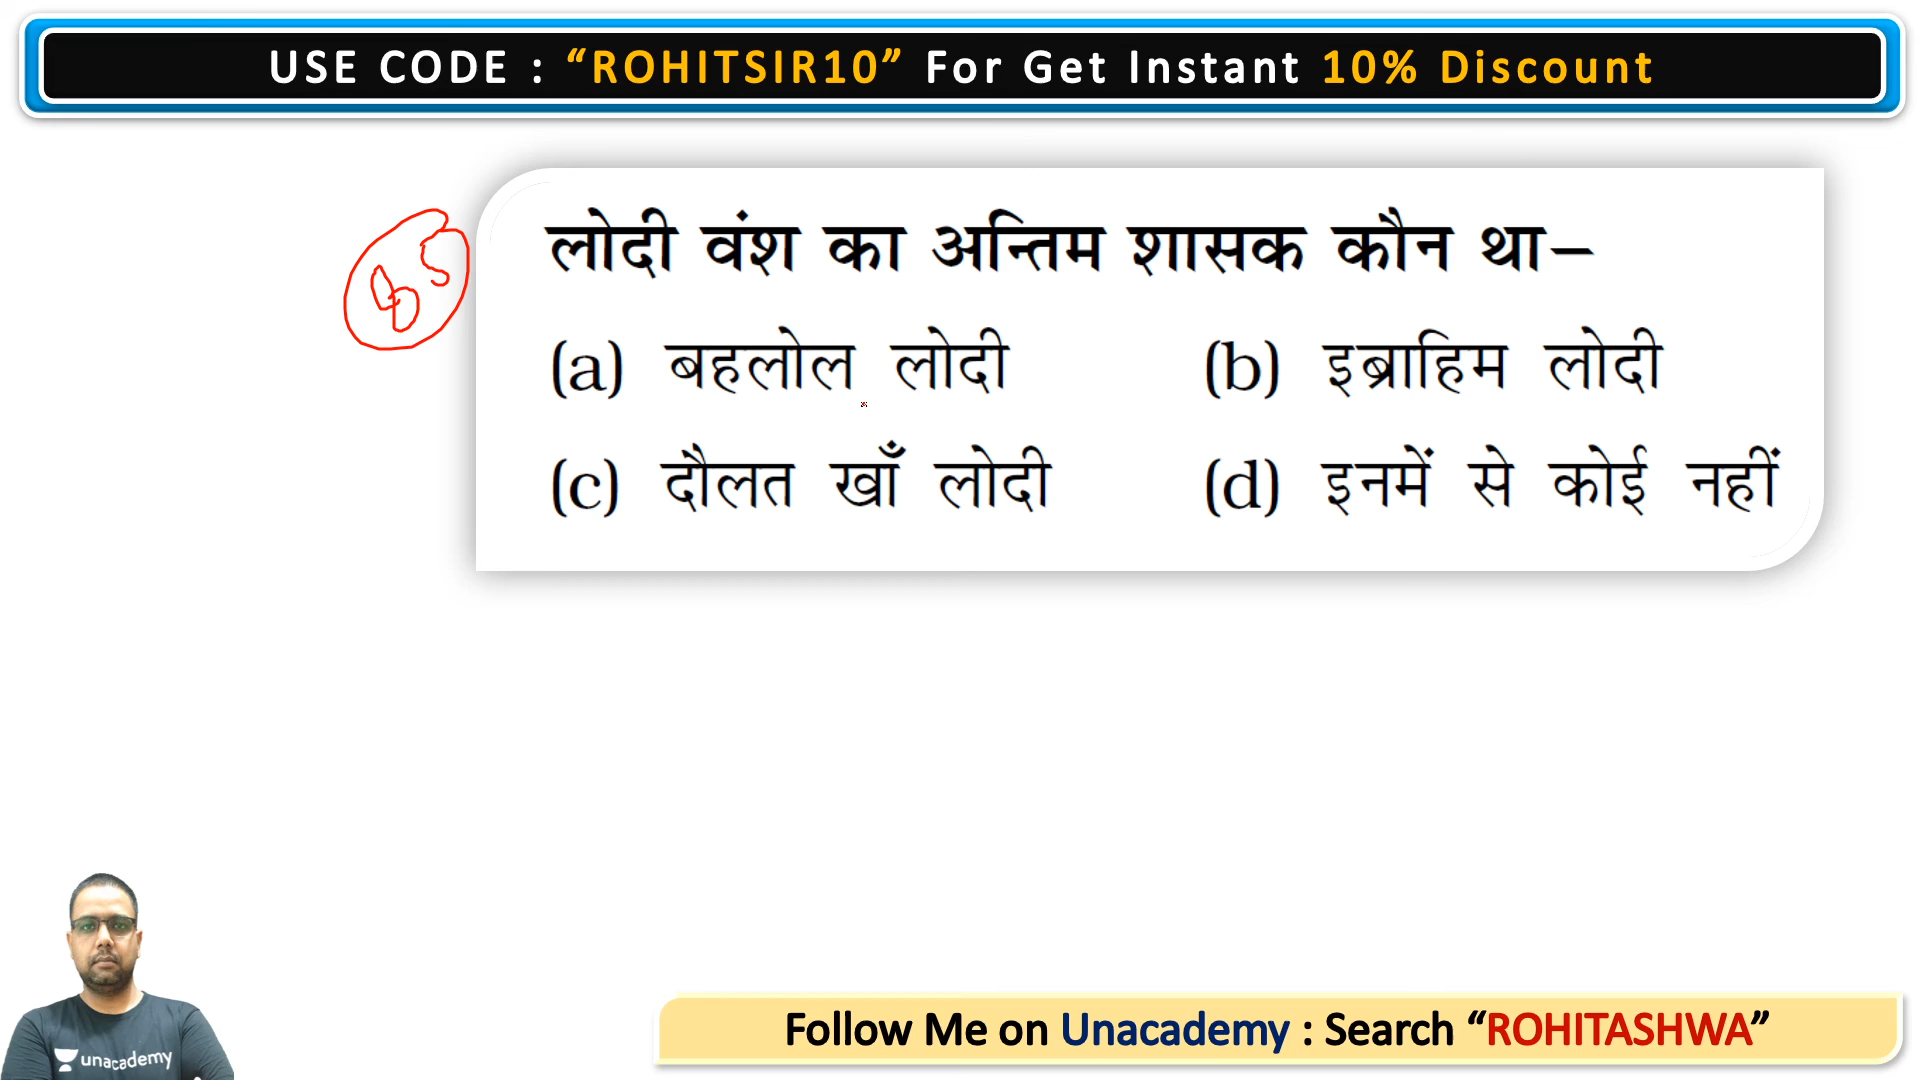 USE CODE : “ROHITSIR10” For Get Instant 10% Discount
85
लोदी वंश का अन्तिम शासक कौन था–
(a) बहलोल लोदी (b) इब्राहिम लोदी
(c) दौलत खाँ लोदी (d) इनमें से कोई नहीं
unacademy
Follow Me on Unacademy : Search “ROHITASHWA”